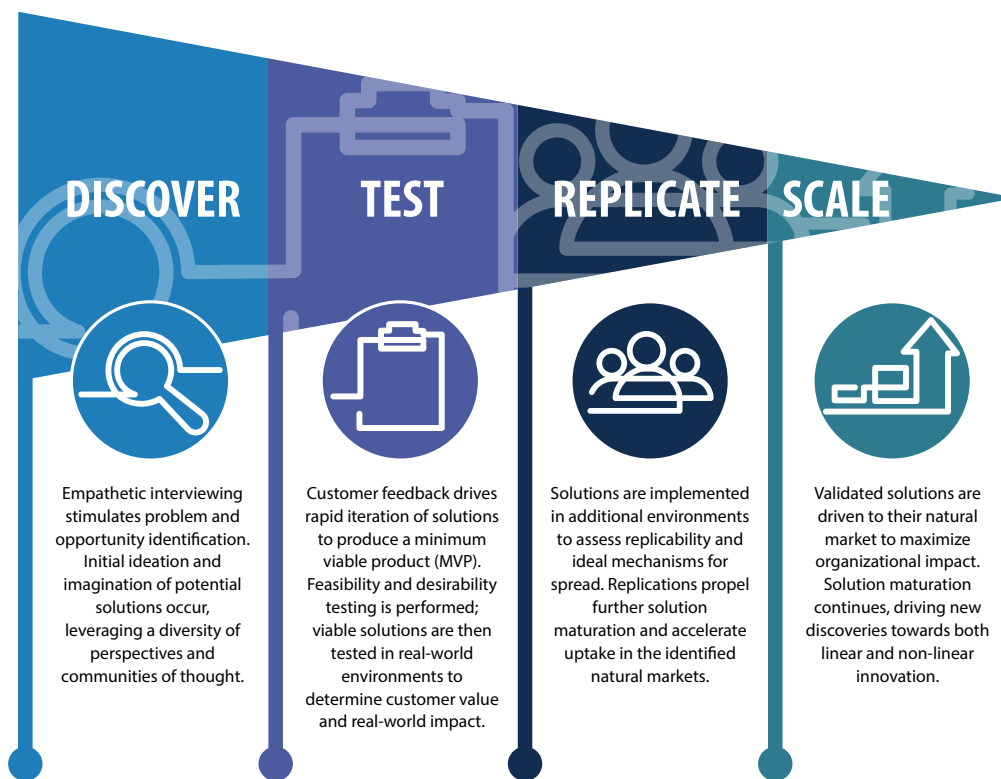 DISCOVER
TEST
REPLICATE
SCALE
Empathetic interviewing
stimulates problem and
opportunity identification.
Initial ideation and
imagination of potential
solutions occur,
leveraging a diversity of
perspectives and
communities of thought.
Customer feedback drives
rapid iteration of solutions
to produce a minimum
viable product (MVP).
Feasibility and desirability
testing is performed;
viable solutions are then
tested in real-world
environments to
determine customer value
and real-world impact.
Solutions are implemented
in additional environments
to assess replicability and
ideal mechanisms for
spread. Replications propel
further solution
maturation and accelerate
uptake in the identified
natural markets.
Validated solutions are
driven to their natural
market to maximize
organizational impact.
Solution maturation
continues, driving new
discoveries towards both
linear and non-linear
innovation.